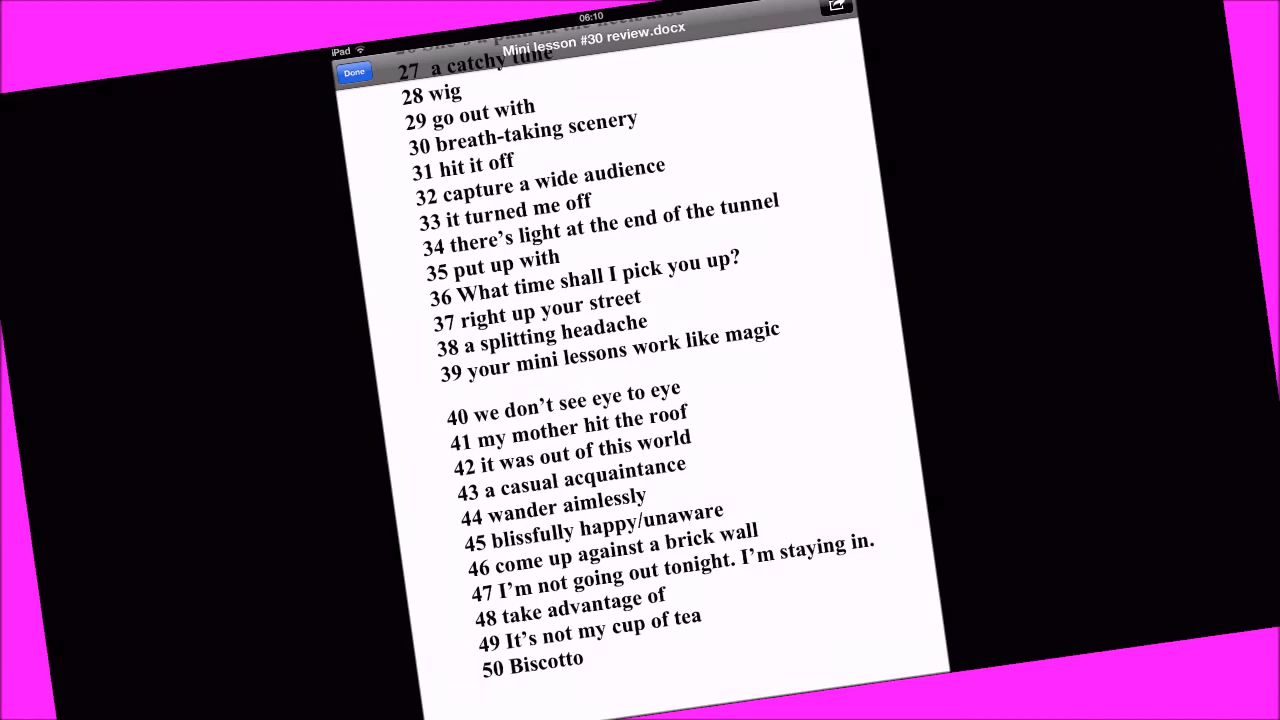 06:10
iPad
Mini lesson #30 review.docx
Done
27 a catchy tune
28 wig
29 go out with
30 breath-taking scenery
31 hit it off
32 capture a wide audience
33 it turned me off
34 there’s light at the end of the tunnel
35 put up with
36 What time shall I pick you up?
37 right up your street
38 a splitting headache
39 your mini lessons work like magic
40 we don’t see eye to eye
41 my mother hit the roof
42 it was out of this world
43 a casual acquaintance
44 wander aimlessly
45 blissfully happy/unaware
46 come up against a brick wall
47 I’m not going out tonight. I’m staying in.
48 take advantage of
49 It’s not my cup of tea
50 Biscotto